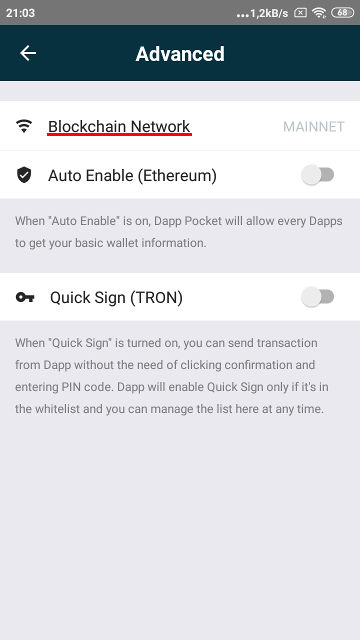 21:03 ...1,2kB/s 68
Advanced
Blockchain Network MAINNET
Auto Enable (Ethereum)
When "Auto Enable" is on, Dapp Pocket will allow every Dapps
to get your basic wallet information.
Quick Sign (TRON)
When "Quick Sign" is turned on, you can send transaction
from Dapp without the need of clicking confirmation and
entering PIN code. Dapp will enable Quick Sign only if it's in
the whitelist and you can manage the list here at any time.